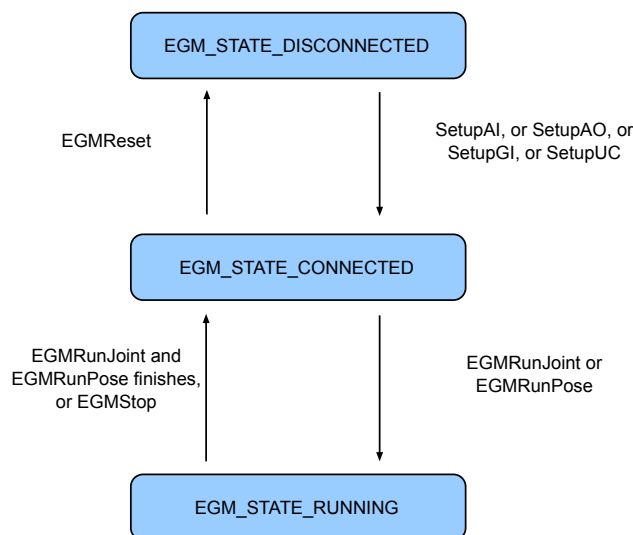 EGM_STATE_DISCONNECTED
EGMReset
SetupAI, or SetupAO, or
SetupGI, or SetupUC
EGM_STATE_CONNECTED
EGMRunJoint and
EGMRunPose finishes,
or EGMStop
EGMRunJoint or
EGMRunPose
EGM_STATE_RUNNING